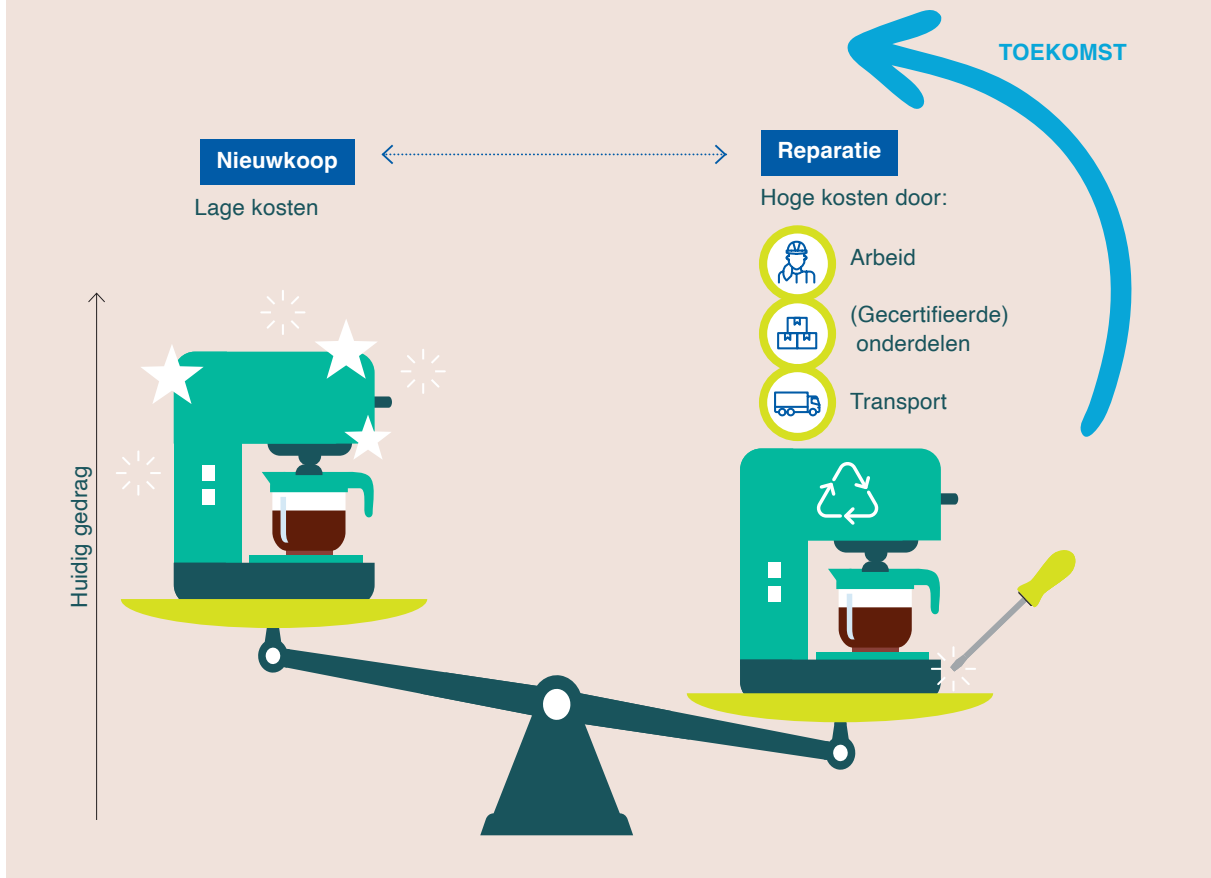 TOEKOMST
Nieuwkoop
Lage kosten
Reparatie
Hoge kosten door:
Arbeid
(Gecertifieerde)
onderdelen
Transport
Huidig gedrag